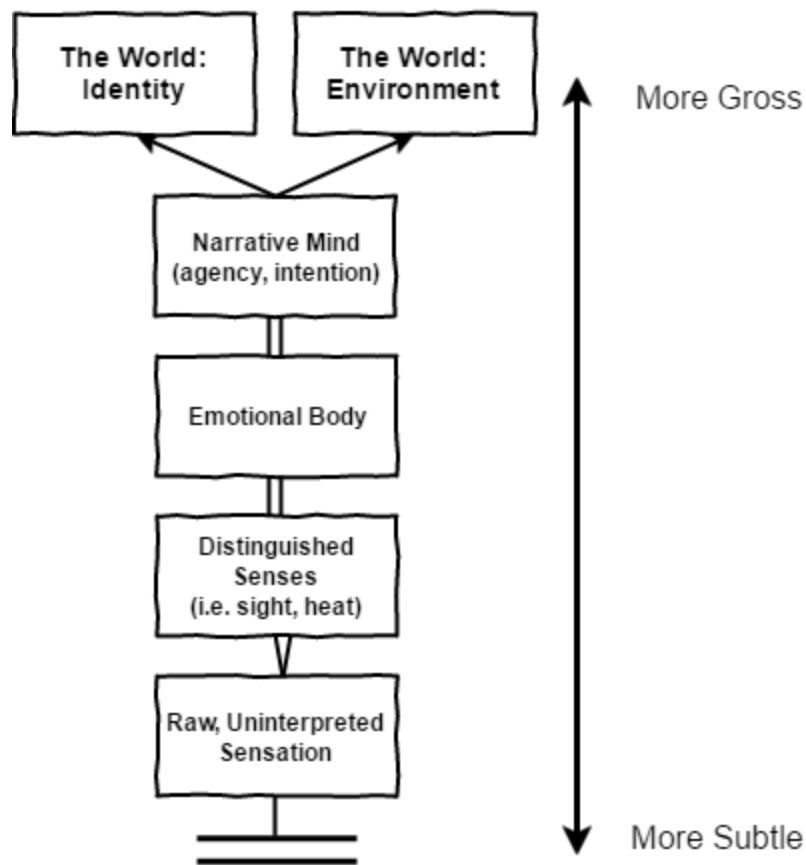 The World:
Identity
The World:
Environment
More Gross
Narrative Mind
(agency, intention)
Emotional Body
Distinguished
Senses
(i.e. sight, heat)
Raw, Uninterpreted
Sensation
More Subtle